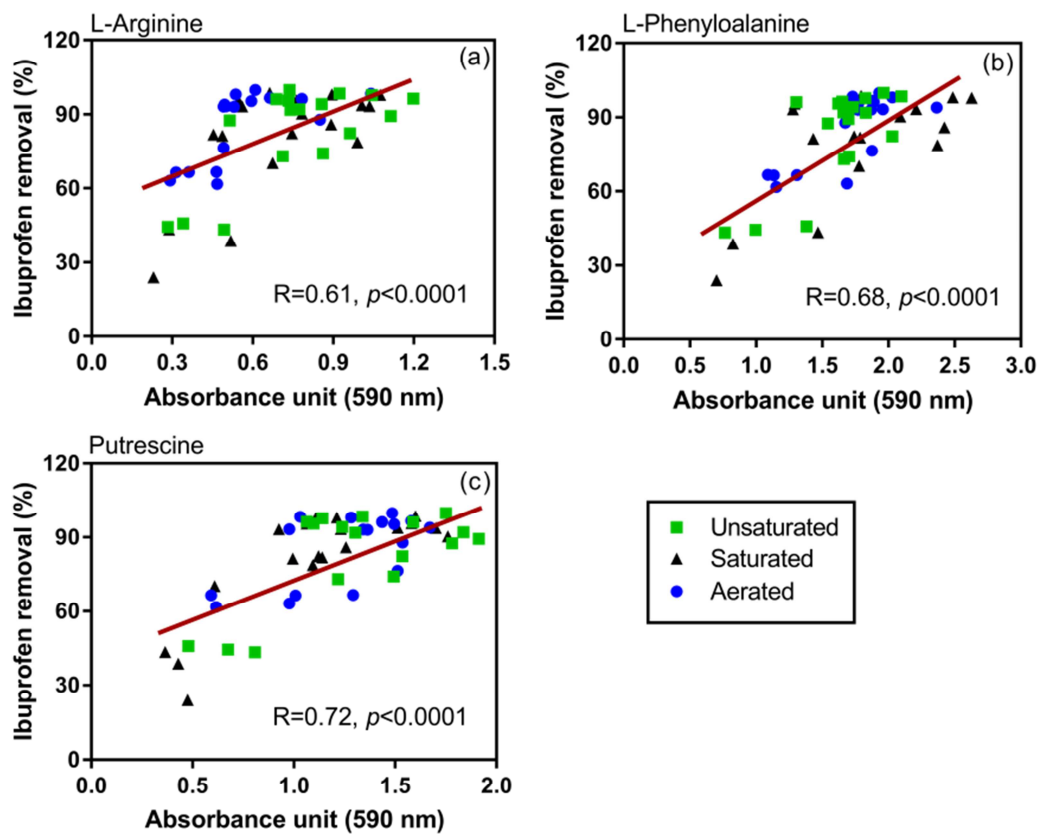 L-Arginine
(a)
120
90
60
30
0
Ibuprofen removal (%)
R=0.61, p<0.0001
0.0 0.3 0.6 0.9 1.2 1.5
Absorbance unit (590 nm)
L-Phenyloalanine
(b)
120
90
60
30
0
Ibuprofen removal (%)
R=0.68, p<0.0001
0.0 0.5 1.0 1.5 2.0 2.5 3.0
Absorbance unit (590 nm)
Putrescine
(c)
120
90
60
30
0
Ibuprofen removal (%)
R=0.72, p<0.0001
0.0 0.5 1.0 1.5 2.0
Absorbance unit (590 nm)
Unsaturated
Saturated
Aerated